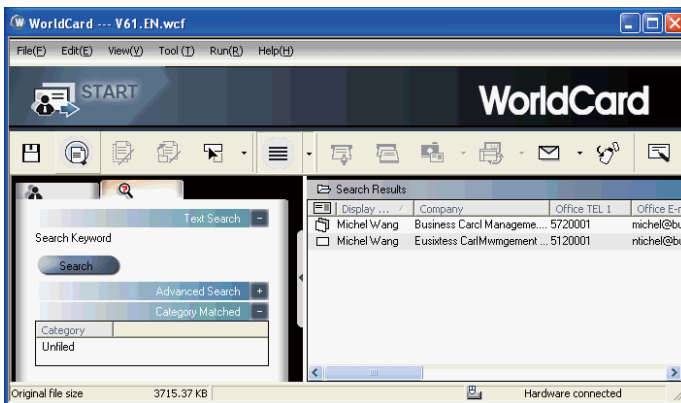 WorldCard --- V61.EN.wcf
File(F) Edit(E) View(V) Tool (T) Run(R) Help(H)
START
WorldCard
Text Search
Search Keyword
Search
Advanced Search
Category Matched
Category
Unfiled
Search Results
Display ... Company Office TEL 1 Office E-r
Michel Wang Business Carcl Manageme.... 5720001 michel@bu
Michel Wang Eusixtess CarlMwmgement ... 5120001 ntichel@bu
Original file size 3715.37 KB Hardware connected